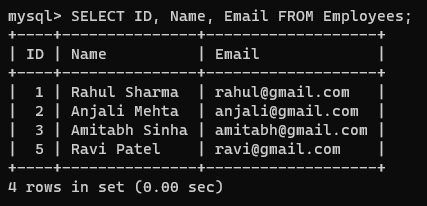 mysql> SELECT ID, Name, Email FROM Employees;
+----+--------------+------------------+
| ID | Name         | Email            |
+----+--------------+------------------+
|  1 | Rahul Sharma  | rahul@gmail.com   |
|  2 | Anjali Mehta  | anjali@gmail.com  |
|  3 | Amitabh Sinha | amitabh@gmail.com |
|  5 | Ravi Patel    | ravi@gmail.com    |
+----+--------------+------------------+
4 rows in set (0.00 sec)